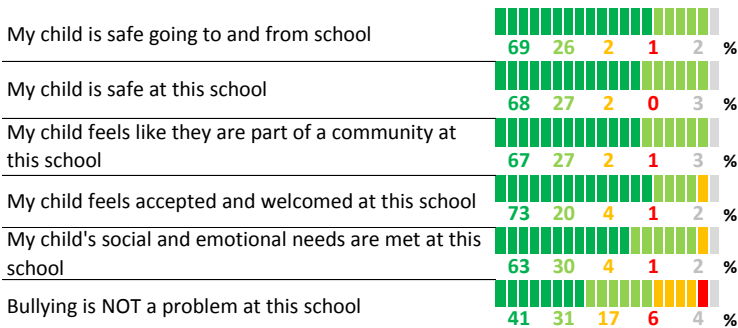 My child is safe going to and from school
69 26 2 1 2 %
My child is safe at this school
68 27 2 0 3 %
My child feels like they are part of a community at
this school
67 27 2 1 3 %
My child feels accepted and welcomed at this school
73 20 4 1 2 %
My child's social and emotional needs are met at this
school
63 30 4 1 2 %
Bullying is NOT a problem at this school
41 31 17 6 4 %